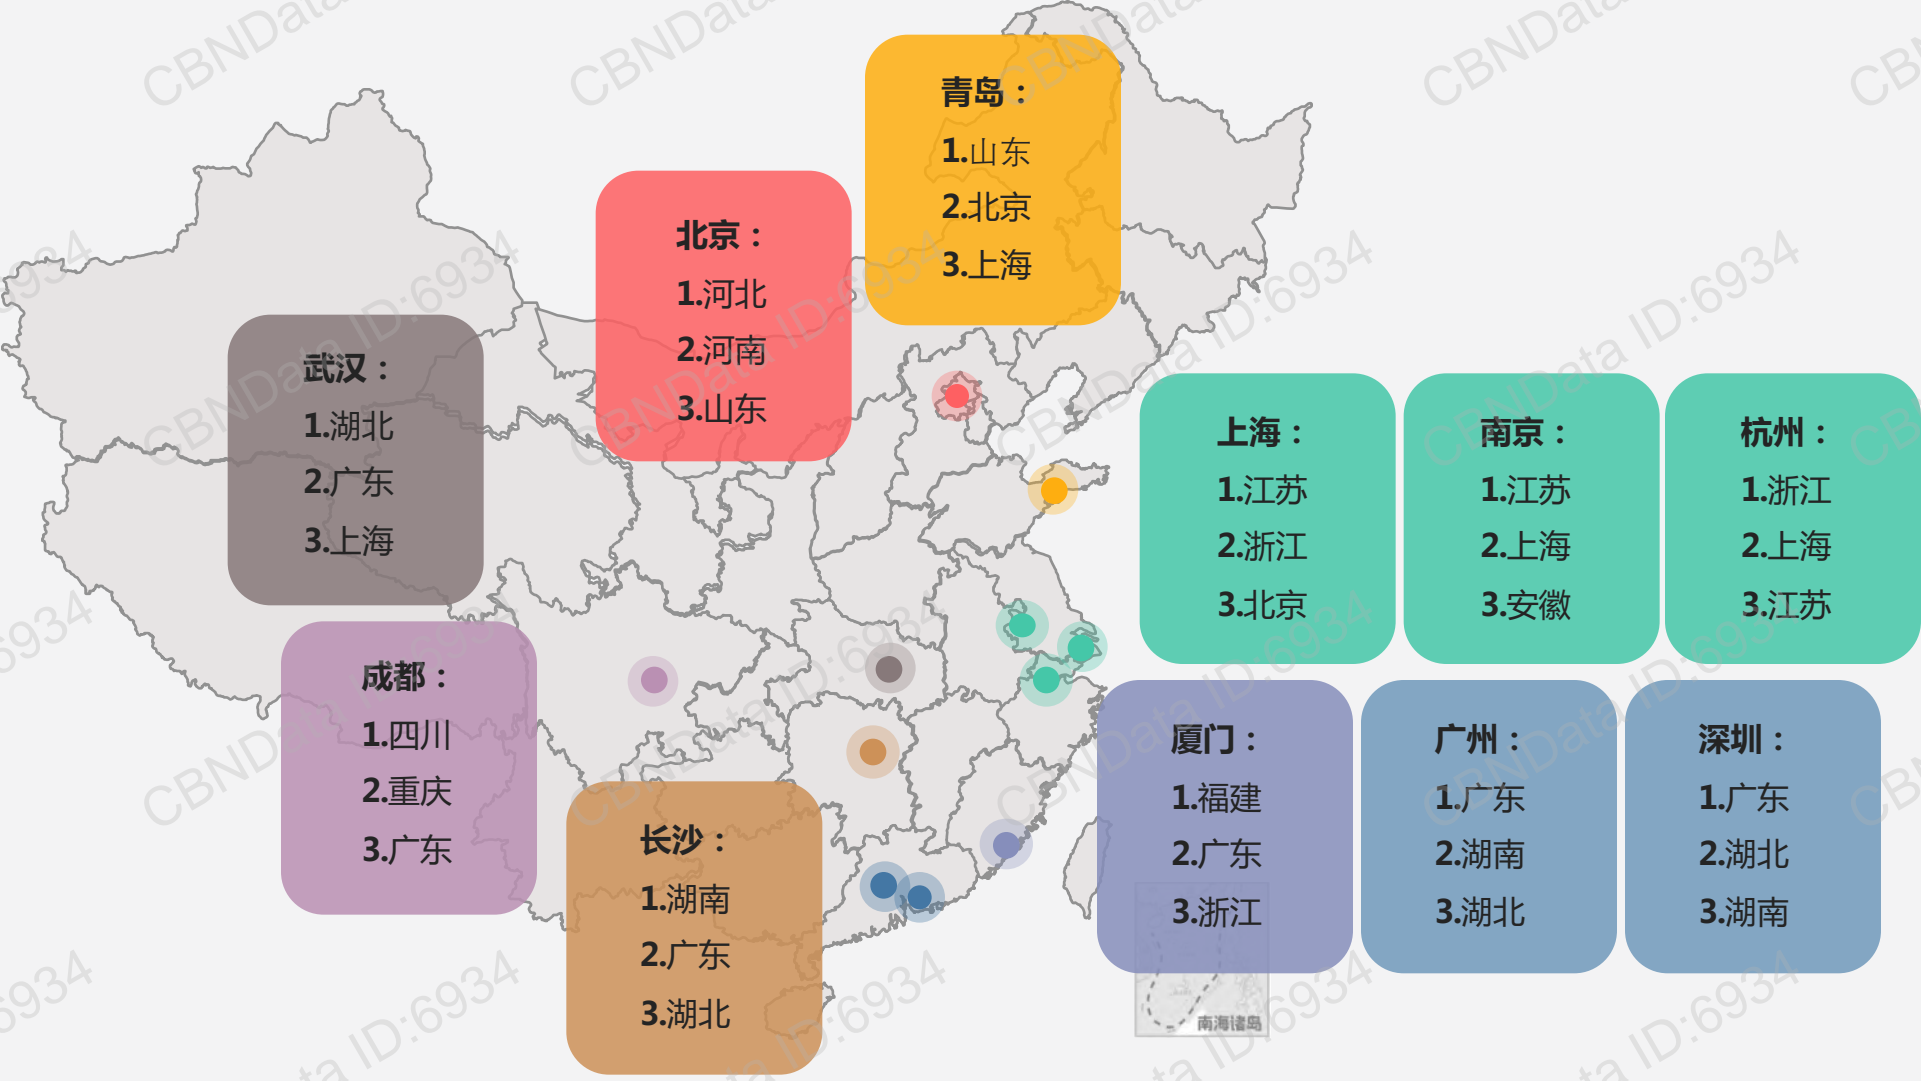 青岛：
1.山东
2.北京
3.上海
北京：
1.河北
2.河南
3.山东
武汉：
1.湖北
2.广东
3.上海
上海：
1.江苏
2.浙江
3.北京
南京：
1.江苏
2.上海
3.安徽
杭州：
1.浙江
2.上海
3.江苏
成都：
1.四川
2.重庆
3.广东
长沙：
1.湖南
2.广东
3.湖北
厦门：
1.福建
2.广东
3.浙江
广州：
1.广东
2.湖南
3.湖北
深圳：
1.广东
2.湖北
3.湖南
南海诸岛
CBNData ID:6934